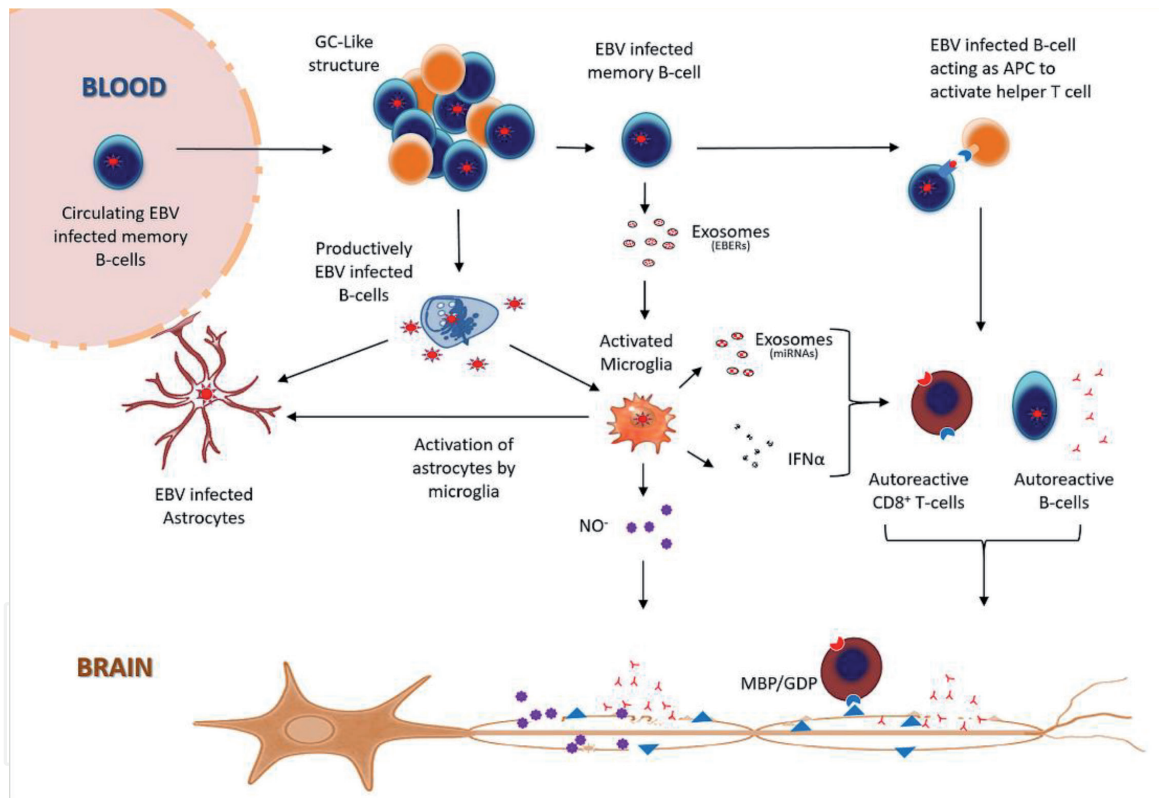 BLOOD
Circulating EBV
infected memory
B-cells
GC-Like
structure
EBV infected
memory B-cell
EBV infected B-cell
acting as APC to
activate helper T cell
Exosomes
(EBERs)
Productively
EBV infected
B-cells
Activated
Microglia
Exosomes
(miRNAs)
IFNα
Activation of
astrocytes by
microglia
EBV infected
Astrocytes
Autoreactive
CD8⁺ T-cells
Autoreactive
B-cells
NO⁻
BRAIN
MBP/GDP